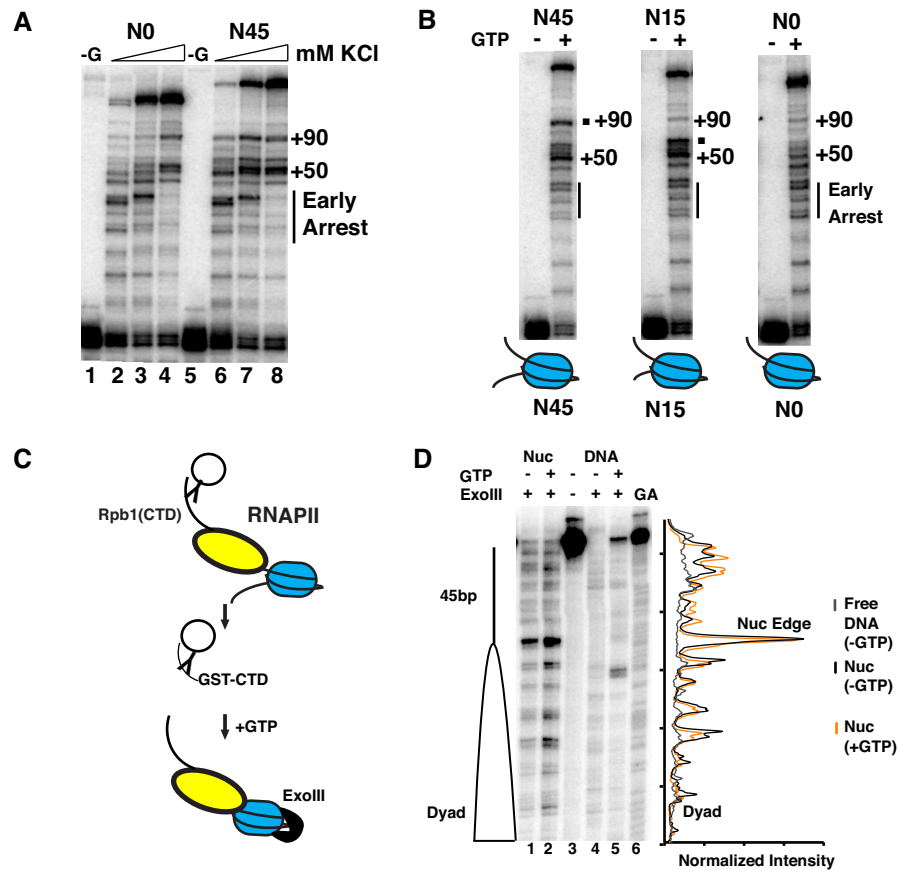 A
N0
N45
-G
-G
mM KCl
+90
+50
Early
Arrest
1 2 3 4 5 6 7 8
B
N45
N15
N0
GTP - + - + - +
▪ +90
+50
+90
▪
+50
+90
+50
Early
Arrest
N45
N15
N0
C
Rpb1(CTD)
RNAPII
GST-CTD
+GTP
ExoIII
D
Nuc
DNA
GTP - + - +
ExoIII + + - + + GA
45bp
Dyad
1 2 3 4 5 6
Nuc Edge
Dyad
Normalized Intensity
Free
DNA
(-GTP)
Nuc
(-GTP)
Nuc
(+GTP)